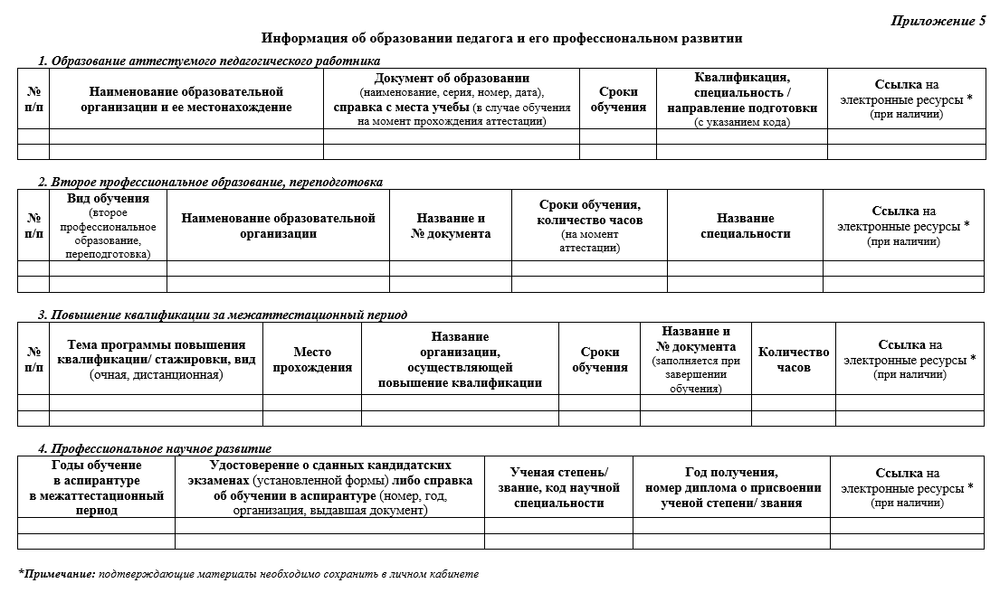 Приложение 5
Информация об образовании педагога и его профессиональном развитии
1. Образование аттестуемого педагогического работника
№
п/п
Наименование образовательной
организации и ее местонахождение
Документ об образовании
(наименование, серия, номер, дата),
справка с места учебы (в случае обучения
на момент прохождения аттестации)
Сроки
обучения
Квалификация,
специальность /
направление подготовки
(с указанием кода)
Ссылка на
электронные ресурсы *
(при наличии)
2. Второе профессиональное образование, переподготовка
№
п/п
Вид обучения
(второе
профессиональное
образование,
переподготовка)
Наименование образовательной
организации
Название и
№ документа
Сроки обучения,
количество часов
(на момент
аттестации)
Название
специальности
Ссылка на
электронные ресурсы *
(при наличии)
3. Повышение квалификации за межаттестационный период
№
п/п
Тема программы повышения
квалификации/ стажировки, вид
(очная, дистанционная)
Место
прохождения
Название
организации,
осуществляющей
повышение квалификации
Сроки
обучения
Название и
№ документа
(заполняется при
завершении
обучения)
Количество
часов
Ссылка на
электронные ресурсы *
(при наличии)
4. Профессиональное научное развитие
Годы обучение
в аспирантуре
в межаттестационный
период
Удостоверение о сданных кандидатских
экзаменах (установленной формы) либо справка
об обучении в аспирантуре (номер, год,
организация, выдавшая документ)
Ученая степень/
звание, код научной
специальности
Год получения,
номер диплома о присвоении
ученой степени/ звания
Ссылка на
электронные ресурсы *
(при наличии)
*Примечание: подтверждающие материалы необходимо сохранить в личном кабинете